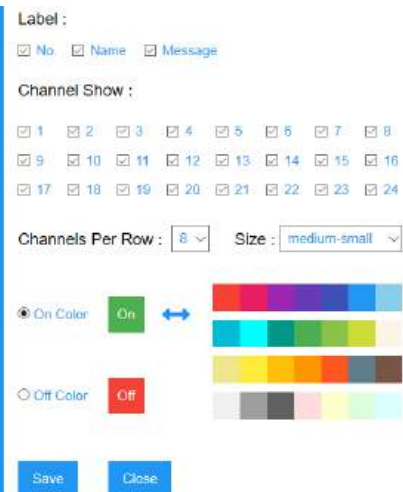 Label :
No. Name Message
Channel Show :
1 2 3 4 5 6 7 8
9 10 11 12 13 14 15 16
17 18 19 20 21 22 23 24
Channels Per Row : 8 Size : medium-small
On Color On
Off Color Off
Save Close